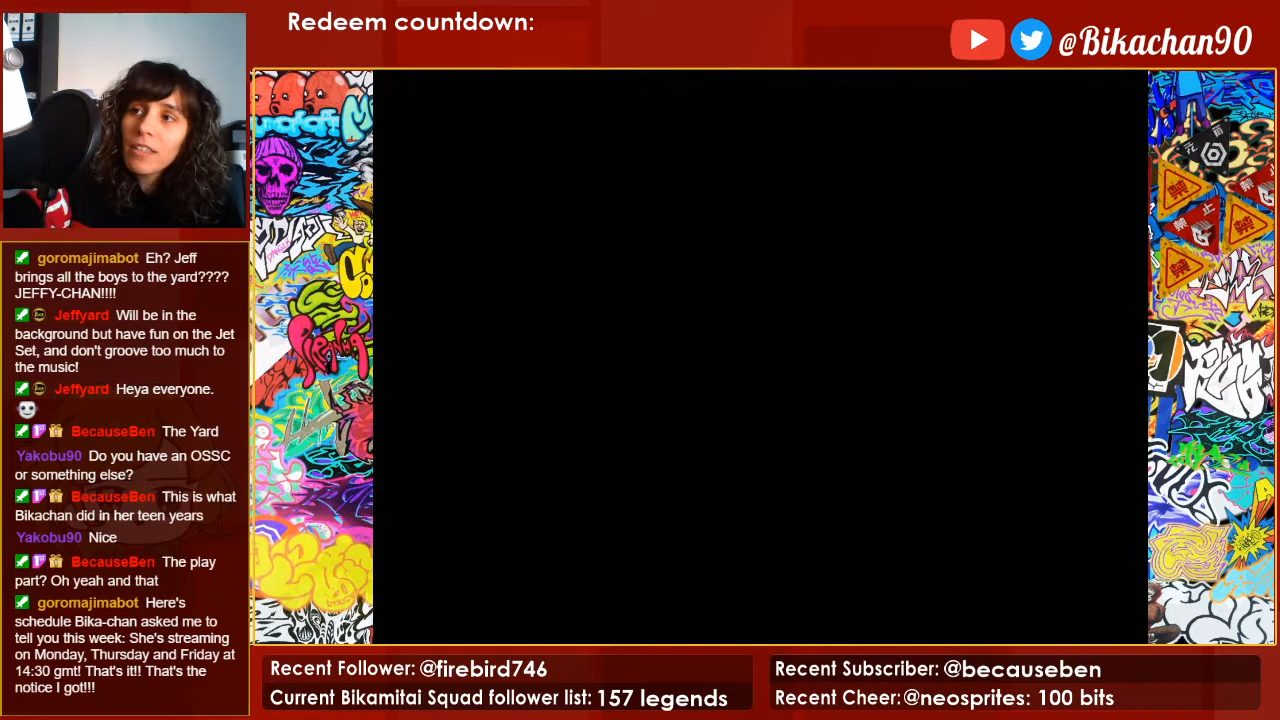 Redeem countdown:
@Bikachan90
goromajimabot Eh? Jeff
brings all the boys to the yard????
JEFFY-CHAN!!!!
Jeffyard Will be in the
background but have fun on the Jet
Set, and don't groove too much to
the music!
Jeffyard Heya everyone.
BecauseBen The Yard
Yakobu90 Do you have an OSSC
or something else?
BecauseBen This is what
Bikachan did in her teen years
Yakobu90 Nice
BecauseBen The play
part? Oh yeah and that
goromajimabot Here's
schedule Bika-chan asked me to
tell you this week: She's streaming
on Monday, Thursday and Friday at
14:30 gmt! That's it!! That's the
notice I got!!!
Recent Follower: @firebird746
Current Bikamitai Squad follower list: 157 legends
Recent Subscriber: @becauseben
Recent Cheer: @neosprites: 100 bits